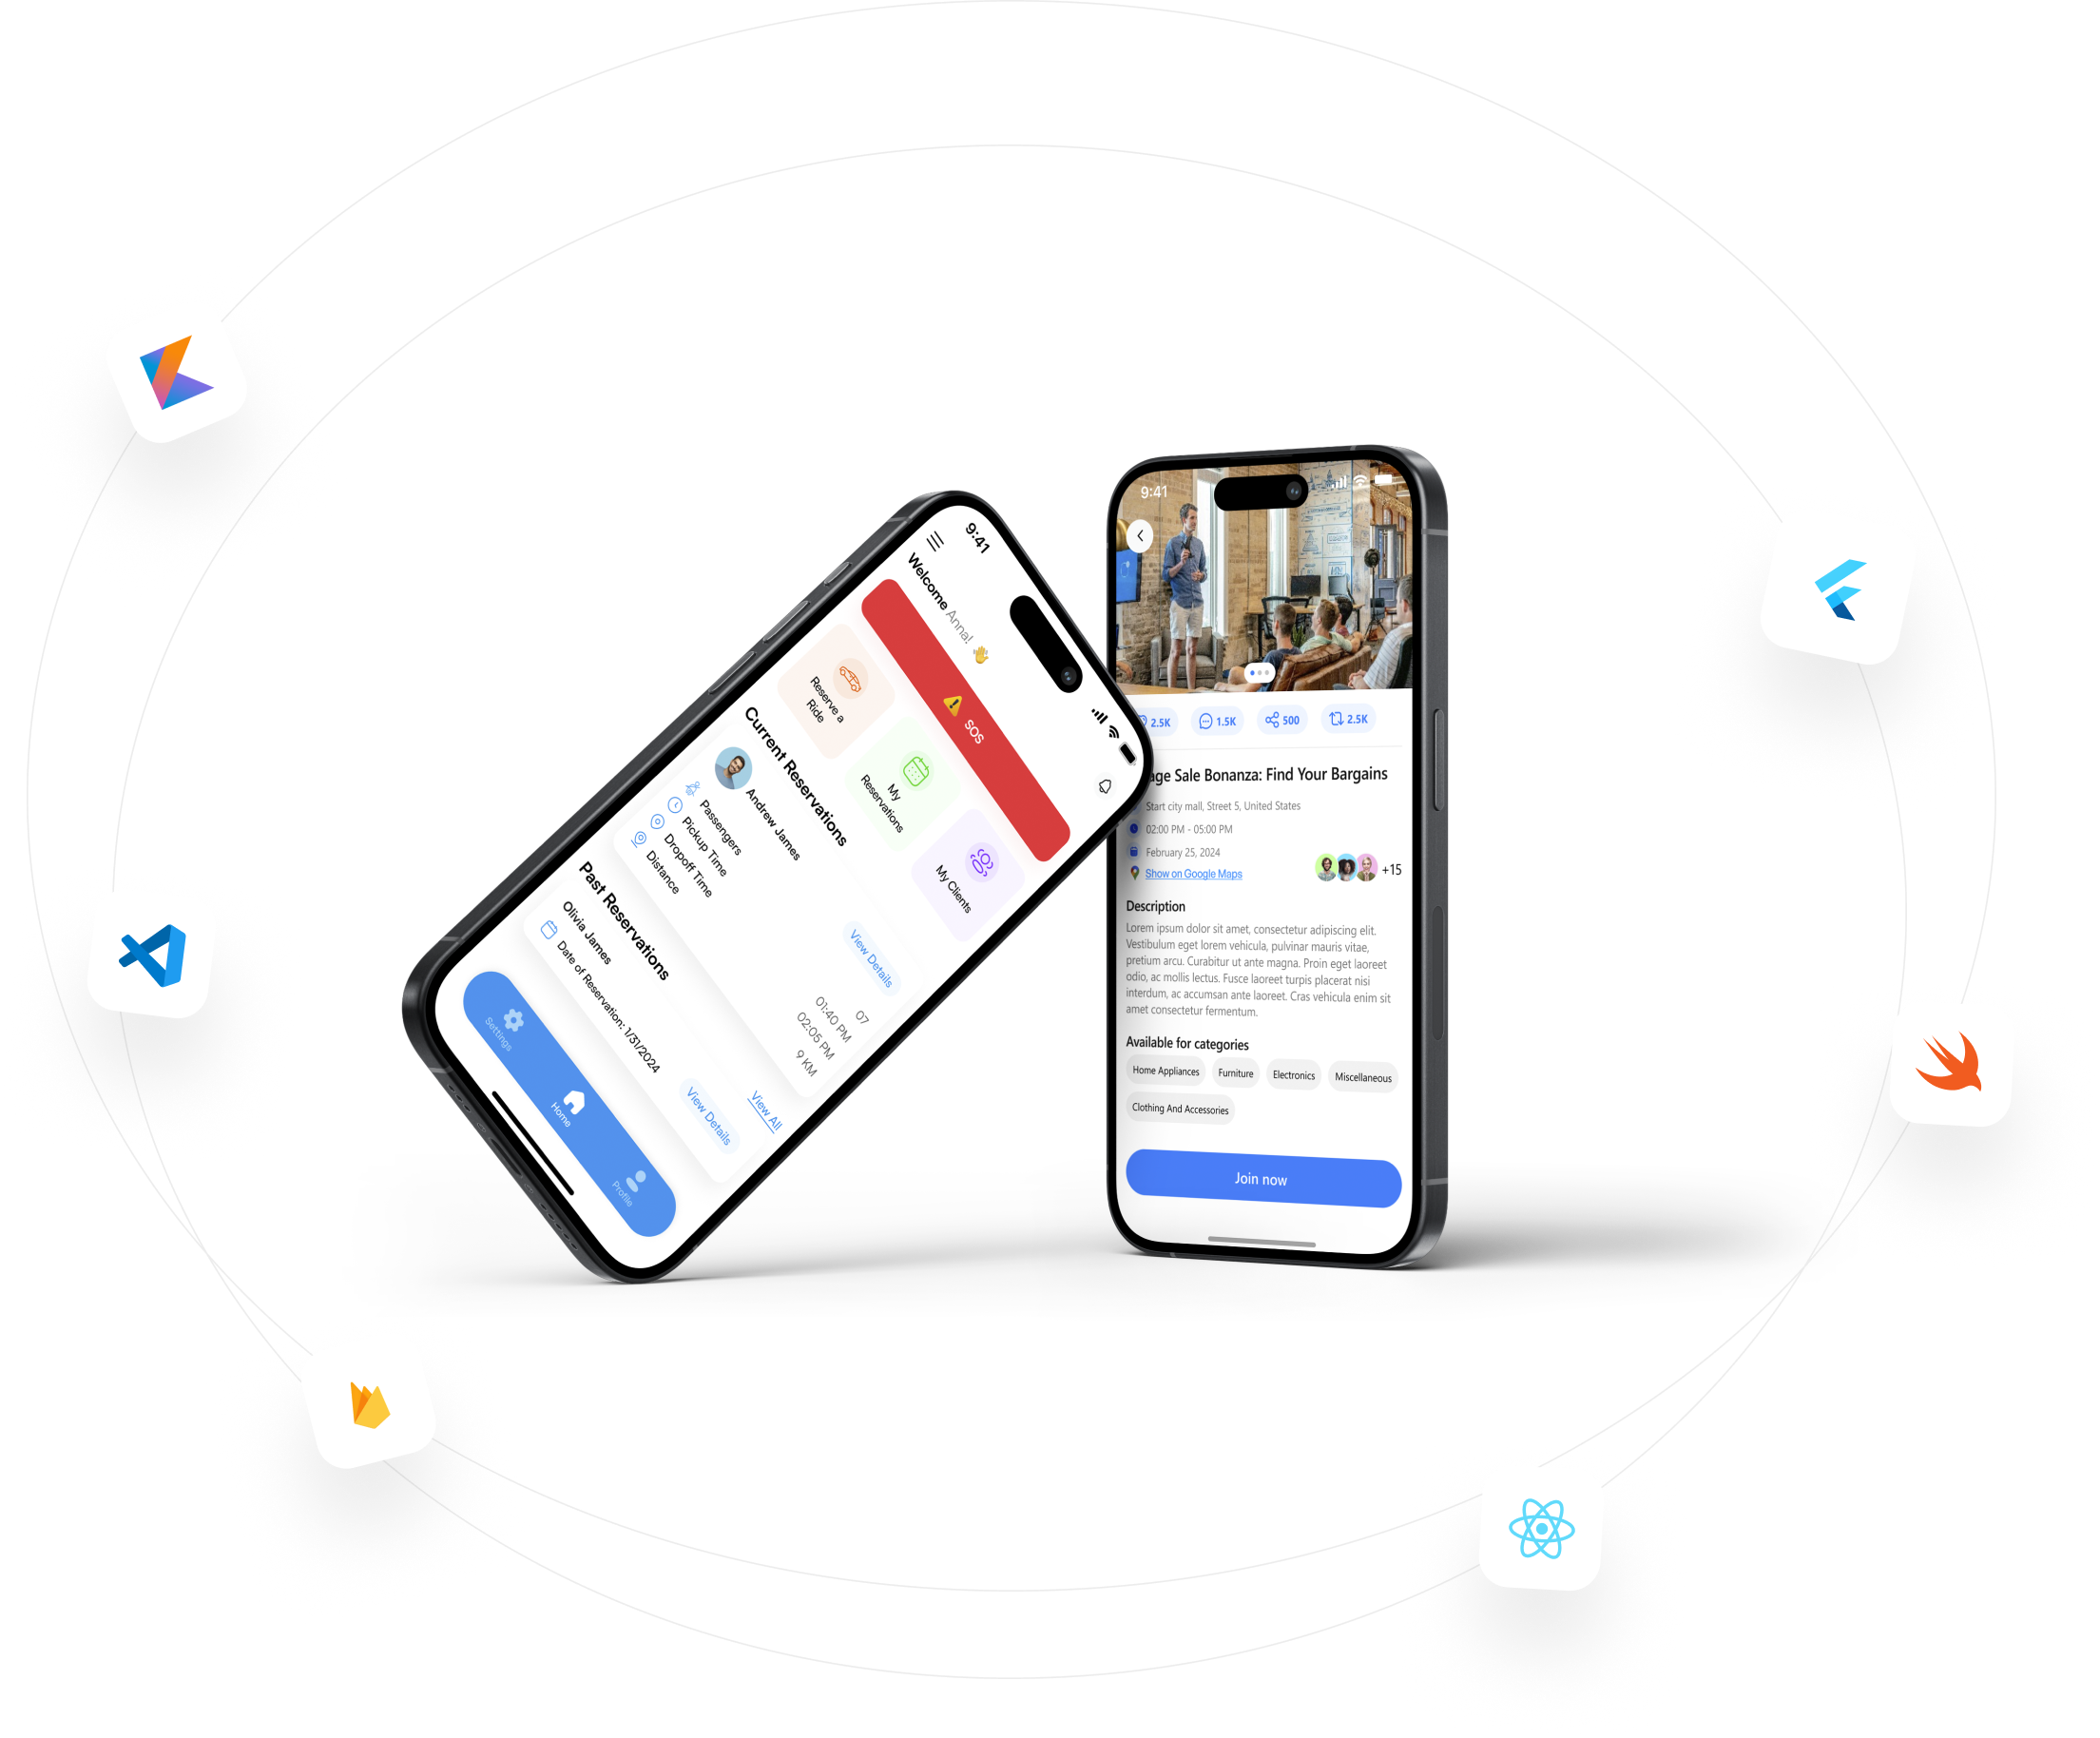 9:41
Welcome Anna! 👋
SOS
Reserve a
Ride
My
Reservations
My Clients
Current Reservations
Andrew James
View Details
Passengers
07
Pickup Time
01:40 PM
Dropoff Time
02:05 PM
Distance
9 KM
Past Reservations
View All
Olivia James
Date of Reservation: 1/31/2024
View Details
Settings
Home
Profile
9:41
2.5K
1.5K
500
2.5K
Sale Bonanza: Find Your Bargains
Start city mall, Street 5, United States
02:00 PM - 05:00 PM
February 25, 2024
Show on Google Maps
+15
Description
Lorem ipsum dolor sit amet, consectetur adipiscing elit.
Vestibulum eget lorem vehicula, pulvinar mauris vitae,
pretium arcu. Curabitur ut ante magna. Proin eget laoreet
odio, ac mollis lectus. Fusce laoreet turpis placerat nisi
interdum, ac accumsan ante laoreet. Cras vehicula enim sit
amet consectetur fermentum.
Available for categories
Home Appliances
Furniture
Electronics
Miscellaneous
Clothing And Accessories
Join now